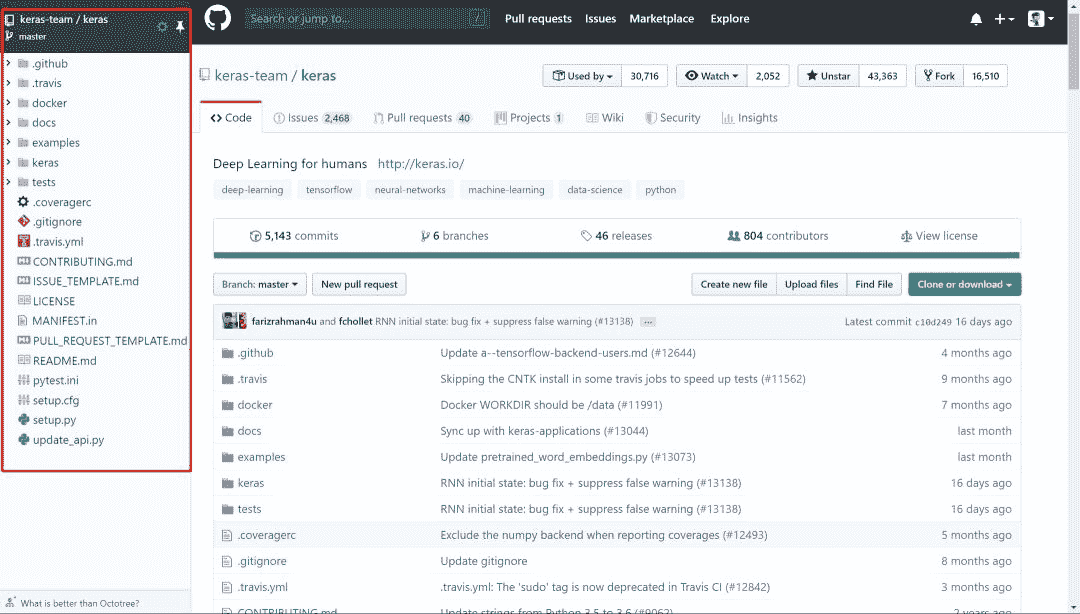 keras-team / keras
master
.github
.travis
docker
docs
examples
keras
tests
.coveragerc
.gitignore
.travis.yml
CONTRIBUTING.md
ISSUE_TEMPLATE.md
LICENSE
MANIFEST.in
PULL_REQUEST_TEMPLATE.md
README.md
pytest.ini
setup.cfg
setup.py
update_api.py
What is better than Octotree?
Search or jump to... / Pull requests Issues Marketplace Explore
keras-team / keras Used by 30,716 Watch 2,052 Unstar 43,363 Fork 16,510
Code Issues 2,468 Pull requests 40 Projects 1 Wiki Security Insights
Deep Learning for humans http://keras.io/
deep-learning tensorflow neural-networks machine-learning data-science python
5,143 commits 6 branches 46 releases 804 contributors View license
Branch: master New pull request Create new file Upload files Find File Clone or download
farizrahman4u and fchollet RNN initial state: bug fix + suppress false warning (#13138) ... Latest commit c10d249 16 days ago
.github Update a--tensorflow-backend-users.md (#12644) 4 months ago
.travis Skipping the CNTK install in some travis jobs to speed up tests (#11562) 9 months ago
docker Docker WORKDIR should be /data (#11991) 7 months ago
docs Sync up with keras-applications (#13044) last month
examples Update pretrained_word_embeddings.py (#13073) last month
keras RNN initial state: bug fix + suppress false warning (#13138) 16 days ago
tests RNN initial state: bug fix + suppress false warning (#13138) 16 days ago
.coveragerc Exclude the numpy backend when reporting coverages (#12493) 5 months ago
.gitignore Update gitignore 8 months ago
.travis.yml .travis.yml: The 'sudo' tag is now deprecated in Travis CI (#12842) 3 months ago
CONTRIBUTING.md Update strings from Python 3.5 to 3.6 (#9062) 2 years ago